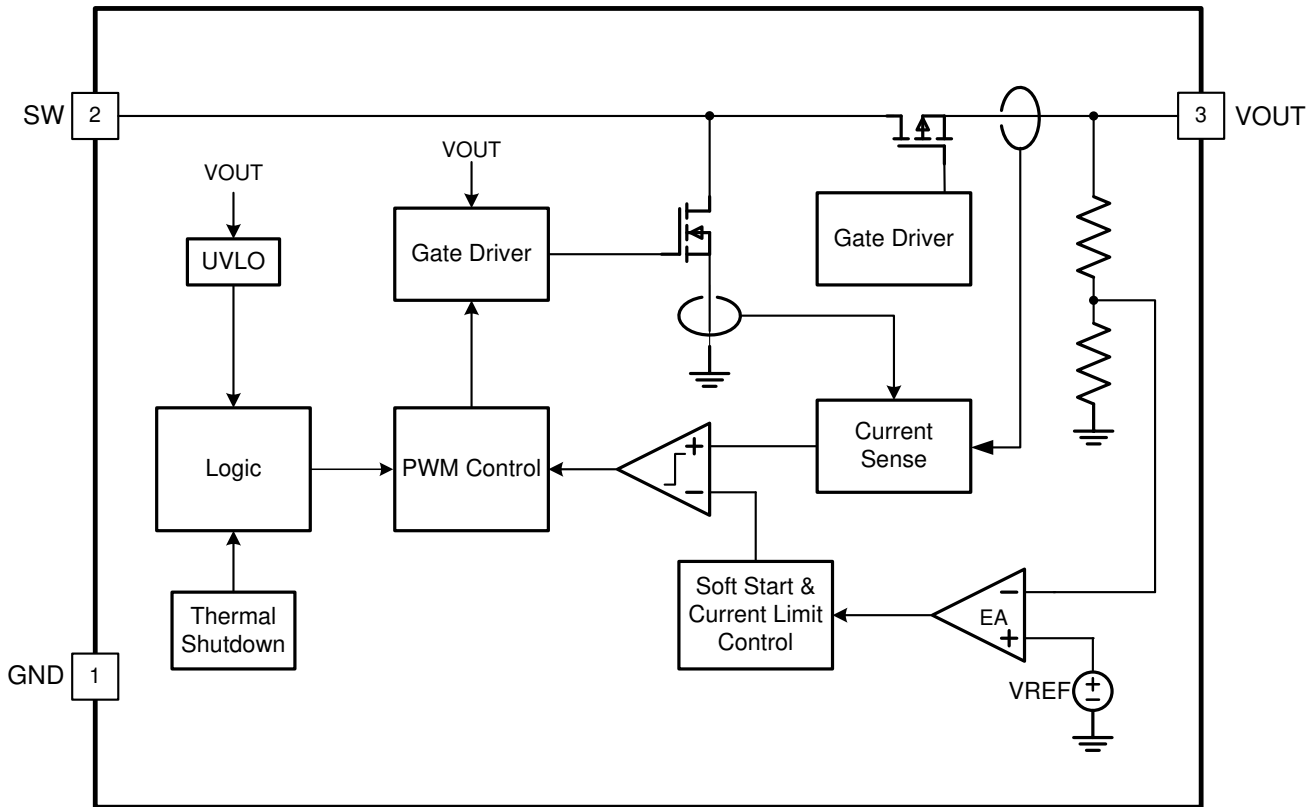 SW
2
3
VOUT
VOUT
VOUT
Gate Driver
Gate Driver
UVLO
Logic
PWM Control
+
−
Current
Sense
Thermal
Shutdown
Soft Start &
Current Limit
Control
−
EA
+
GND
1
VREF
+
−